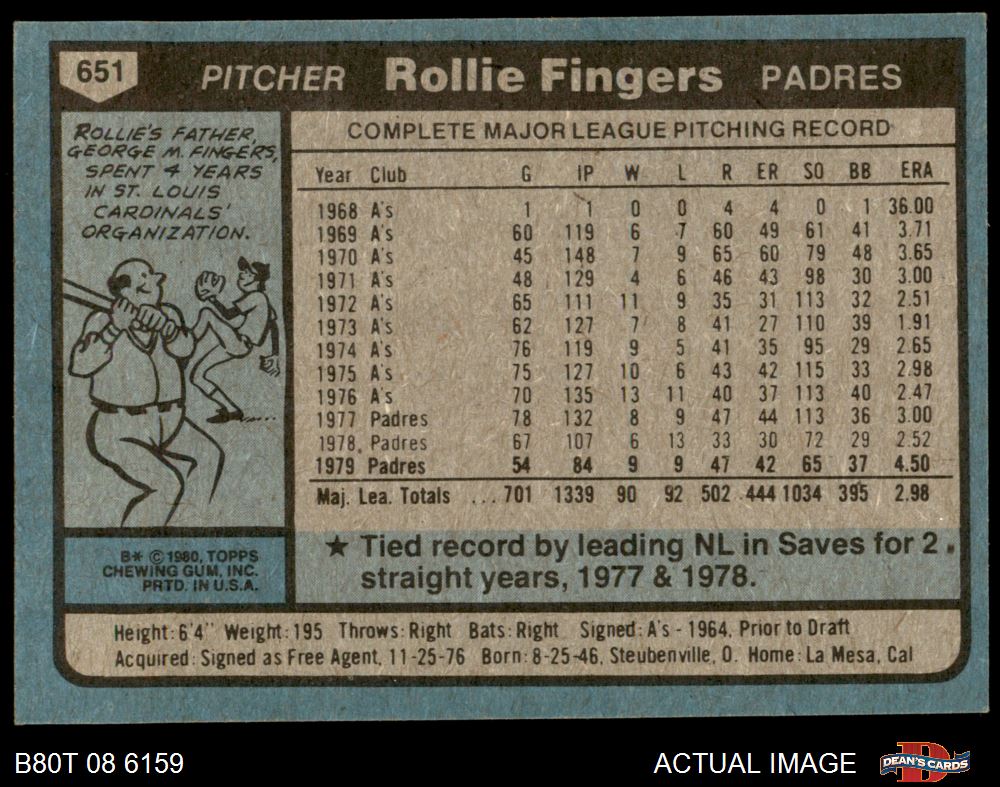 651 PITCHER Rollie Fingers PADRES
ROLLIE'S FATHER,
GEORGE M. FINGERS,
SPENT 4 YEARS
IN ST. LOUIS
CARDINALS'
ORGANIZATION.
COMPLETE MAJOR LEAGUE PITCHING RECORD
Year Club G IP W L R ER SO BB ERA
1968 A's 1 1 0 0 4 4 0 1 36.00
1969 A's 60 119 6 7 60 49 61 41 3.71
1970 A's 45 148 7 9 65 60 79 48 3.65
1971 A's 48 129 4 6 46 43 98 30 3.00
1972 A's 65 111 11 9 35 31 113 32 2.51
1973 A's 62 127 7 8 41 27 110 39 1.91
1974 A's 76 119 9 5 41 35 95 29 2.65
1975 A's 75 127 10 6 43 42 115 33 2.98
1976 A's 70 135 13 11 40 37 113 40 2.47
1977 Padres 78 132 8 9 47 44 113 36 3.00
1978 Padres 67 107 6 13 33 30 72 29 2.52
1979 Padres 54 84 9 9 47 42 65 37 4.50
Maj. Lea. Totals ... 701 1339 90 92 502 444 1034 395 2.98
★ Tied record by leading NL in Saves for 2
straight years, 1977 & 1978.
B* © 1980, TOPPS
CHEWING GUM, INC.
PRTD. IN U.S.A.
Height: 6'4" Weight: 195 Throws: Right Bats: Right Signed: A's - 1964, Prior to Draft
Acquired: Signed as Free Agent, 11-25-76 Born: 8-25-46, Steubenville, O. Home: La Mesa, Cal
B80T 08 6159 ACTUAL IMAGE DEAN'S CARDS